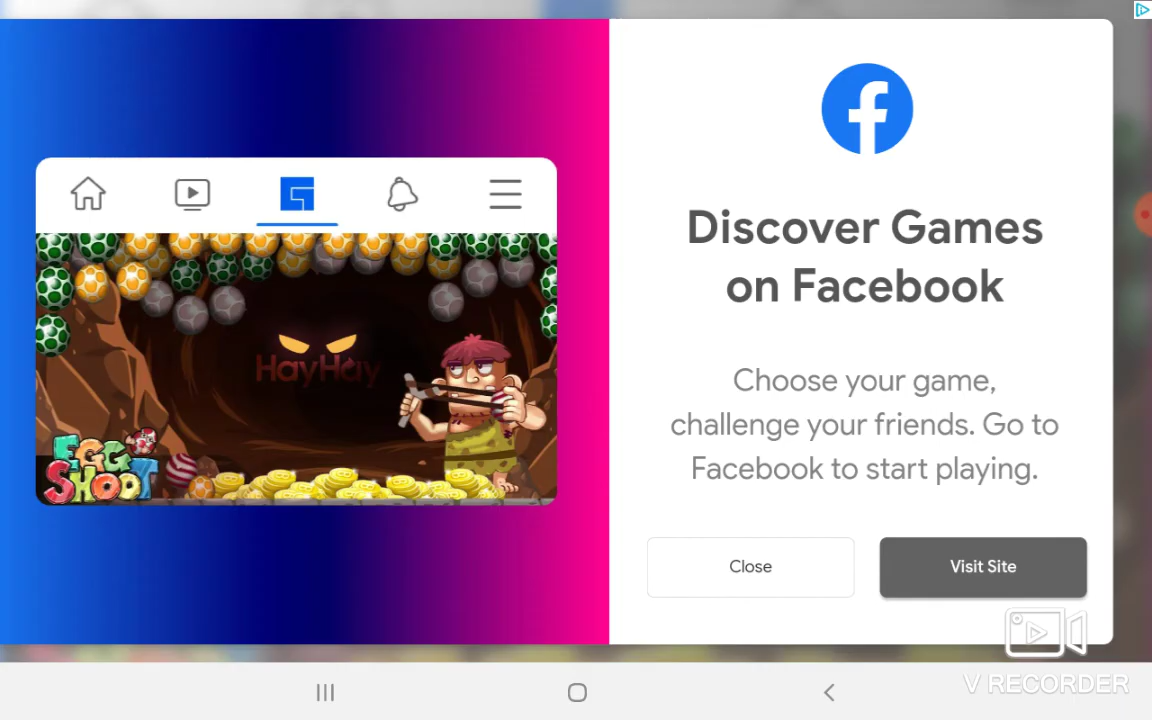 Discover Games
on Facebook
Choose your game,
challenge your friends. Go to
Facebook to start playing.
Close
Visit Site
HayHay
EGG
SHOOT
V RECORDER